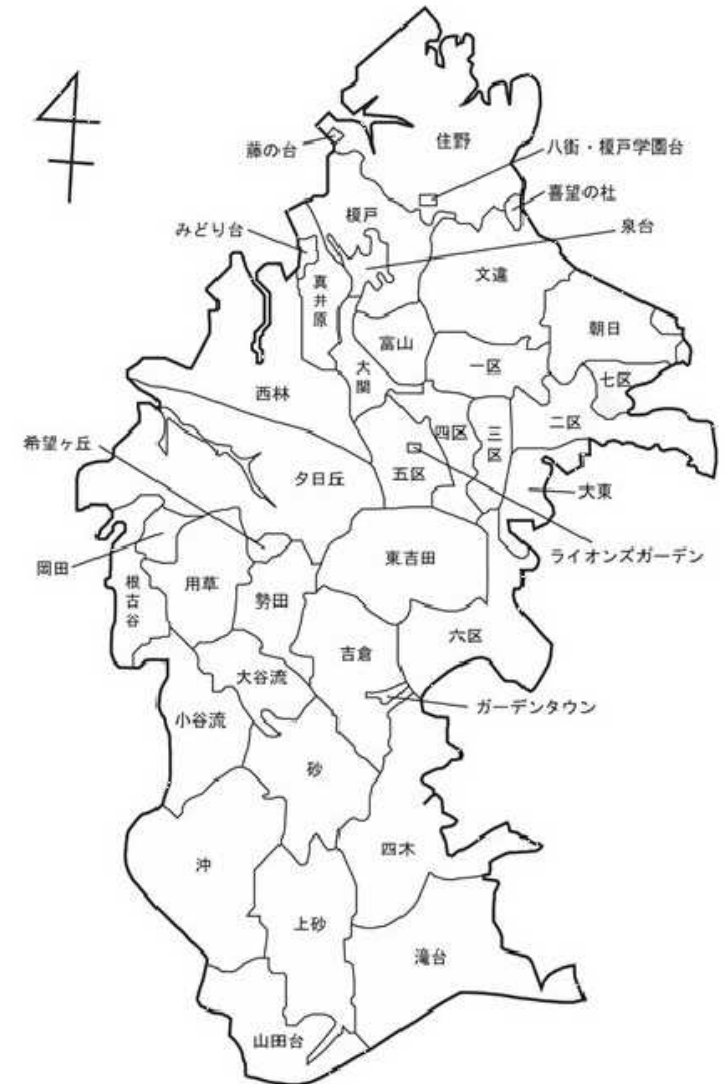 住野
藤の台
八街・榎戸学園台
喜望の杜
榎戸
みどり台
泉台
真井原
文違
富山
朝日
大関
一区
七区
西林
四区
三区
二区
希望ヶ丘
夕日丘
五区
大東
ライオンズガーデン
東吉田
岡田
用草
根古谷
勢田
六区
吉倉
大谷流
ガーデンタウン
小谷流
砂
四木
沖
上砂
滝台
山田台